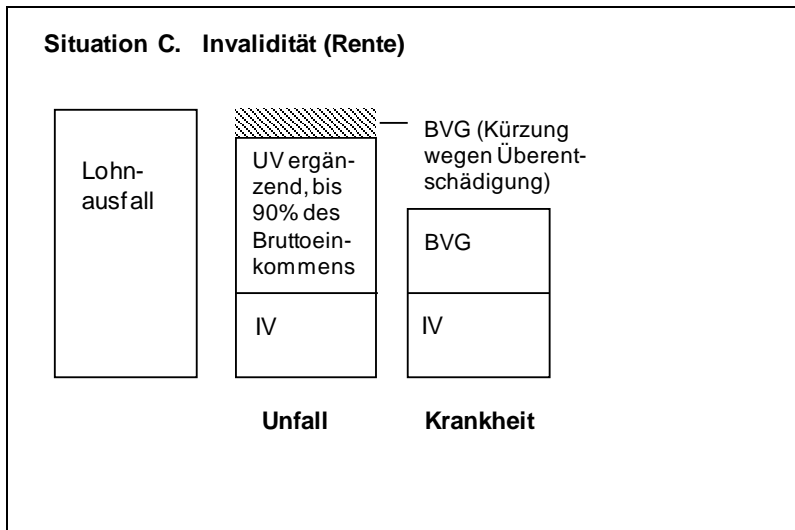 Situation C. Invalidität (Rente)
Lohn-
ausfall
UV ergän-
zend, bis
90% des
Bruttoein-
kommens
IV
BVG (Kürzung
wegen Überent-
schädigung)
BVG
IV
Unfall
Krankheit